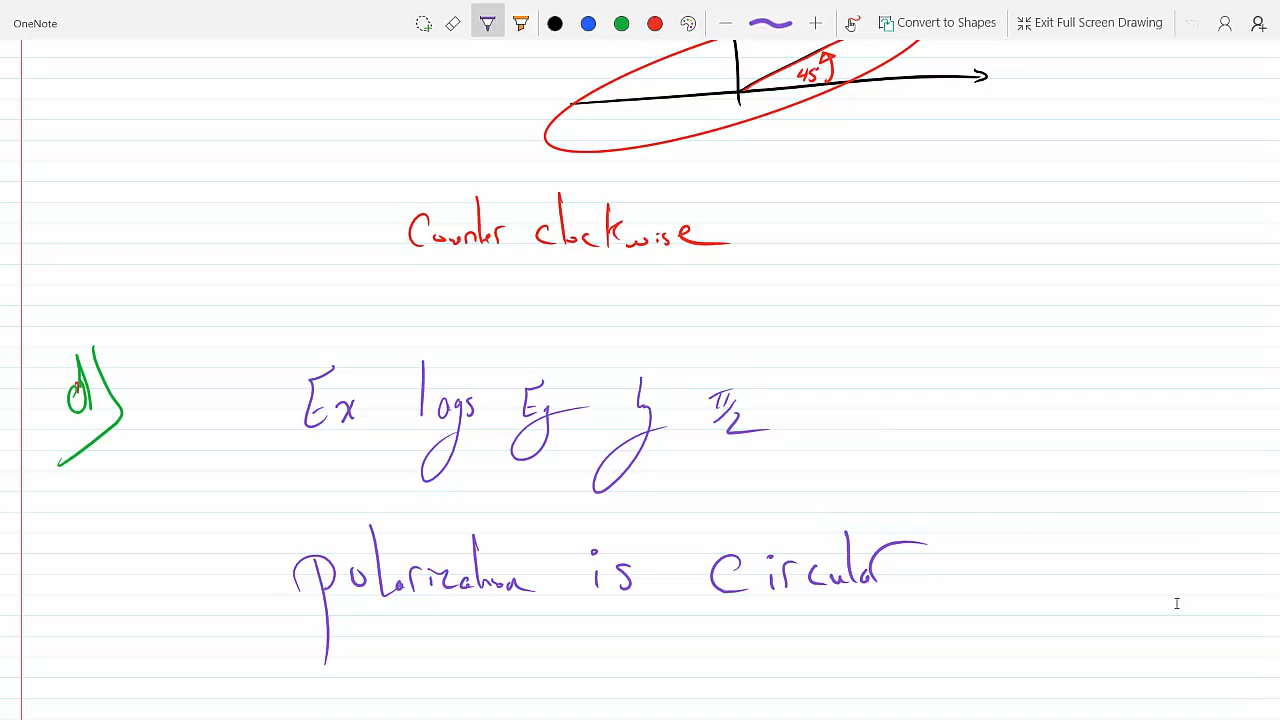 OneNote
Convert to Shapes
Exit Full Screen Drawing
45°
Counter clockwise
d)
Ex lags Ey by π/2
polarization is Circular